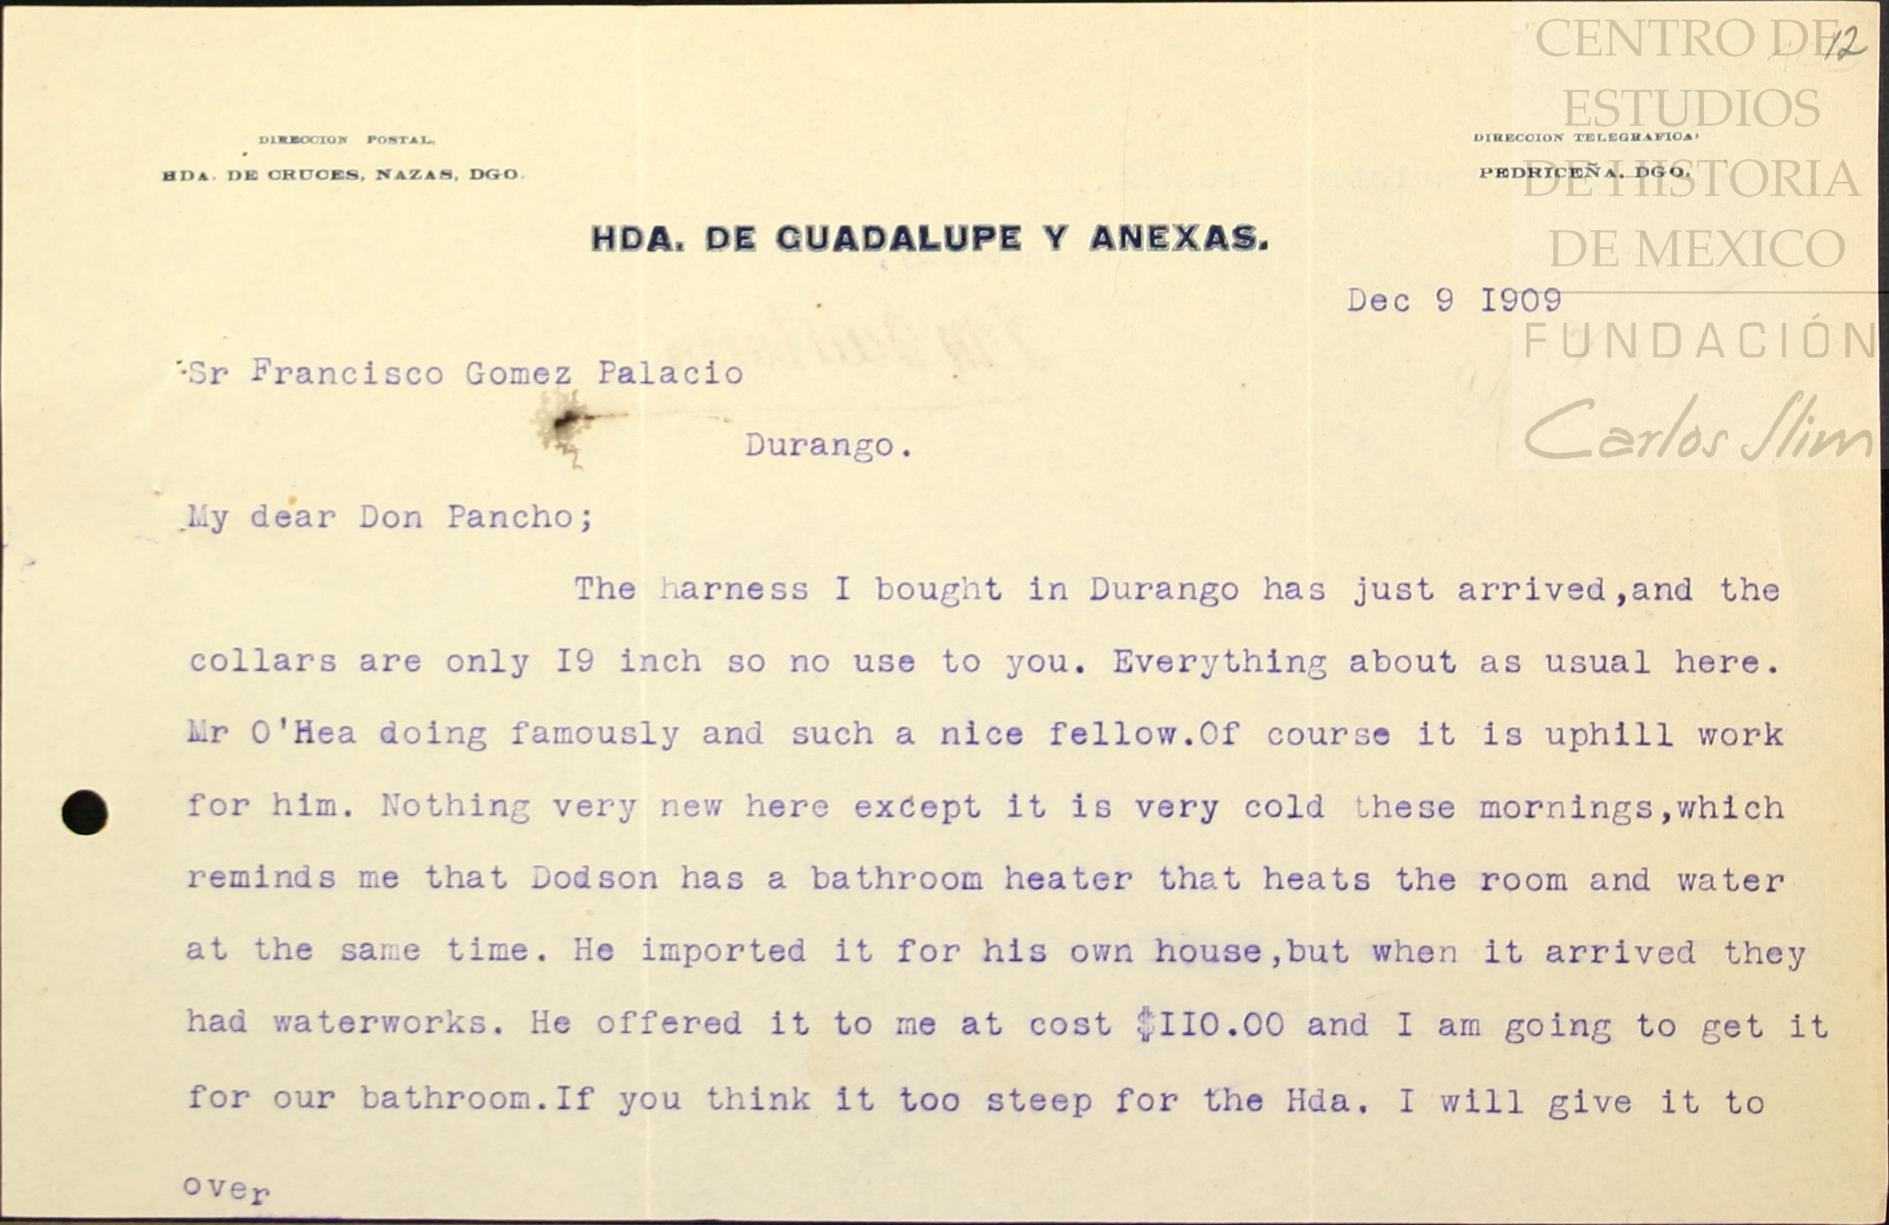 CENTRO DE
12
ESTUDIOS
DE HISTORIA
DE MEXICO
FUNDACIÓN
Carlos Slim
DIRECCION POSTAL,
HDA. DE CRUCES, NAZAS, DGO.
DIRECCION TELEGRAFICA:
PEDRICEÑA, DGO.
HDA. DE GUADALUPE Y ANEXAS.
Dec 9 I909
Sr Francisco Gomez Palacio
Durango.
My dear Don Pancho;
The harness I bought in Durango has just arrived,and the
collars are only I9 inch so no use to you. Everything about as usual here.
Mr O'Hea doing famously and such a nice fellow.Of course it is uphill work
for him. Nothing very new here except it is very cold these mornings,which
reminds me that Dodson has a bathroom heater that heats the room and water
at the same time. He imported it for his own house,but when it arrived they
had waterworks. He offered it to me at cost $IIO.OO and I am going to get it
for our bathroom.If you think it too steep for the Hda. I will give it to
over